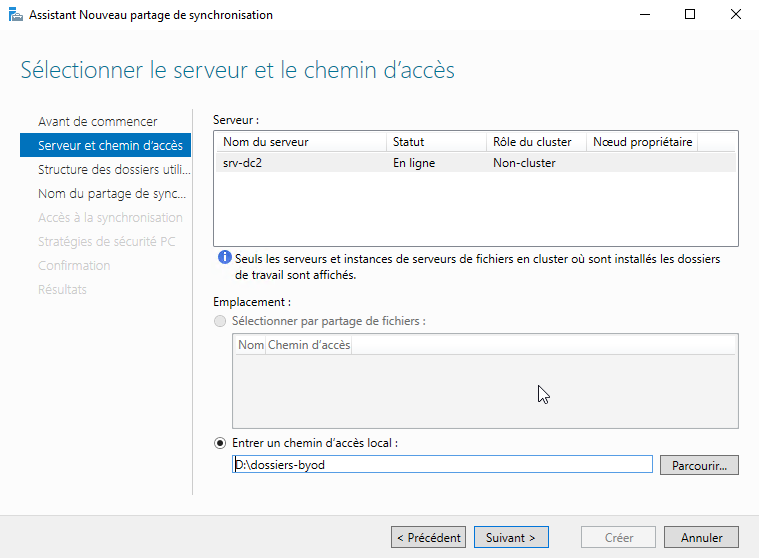 Assistant Nouveau partage de synchronisation
Sélectionner le serveur et le chemin d'accès
Avant de commencer
Serveur et chemin d'accès
Structure des dossiers utili...
Nom du partage de sync...
Accès à la synchronisation
Stratégies de sécurité PC
Confirmation
Résultats
Serveur :
Nom du serveur Statut Rôle du cluster Nœud propriétaire
srv-dc2 En ligne Non-cluster
Seuls les serveurs et instances de serveurs de fichiers en cluster où sont installés les dossiers
de travail sont affichés.
Emplacement :
Sélectionner par partage de fichiers :
Nom Chemin d'accès
Entrer un chemin d'accès local :
D:\dossiers-byod
Parcourir...
< Précédent Suivant > Créer Annuler